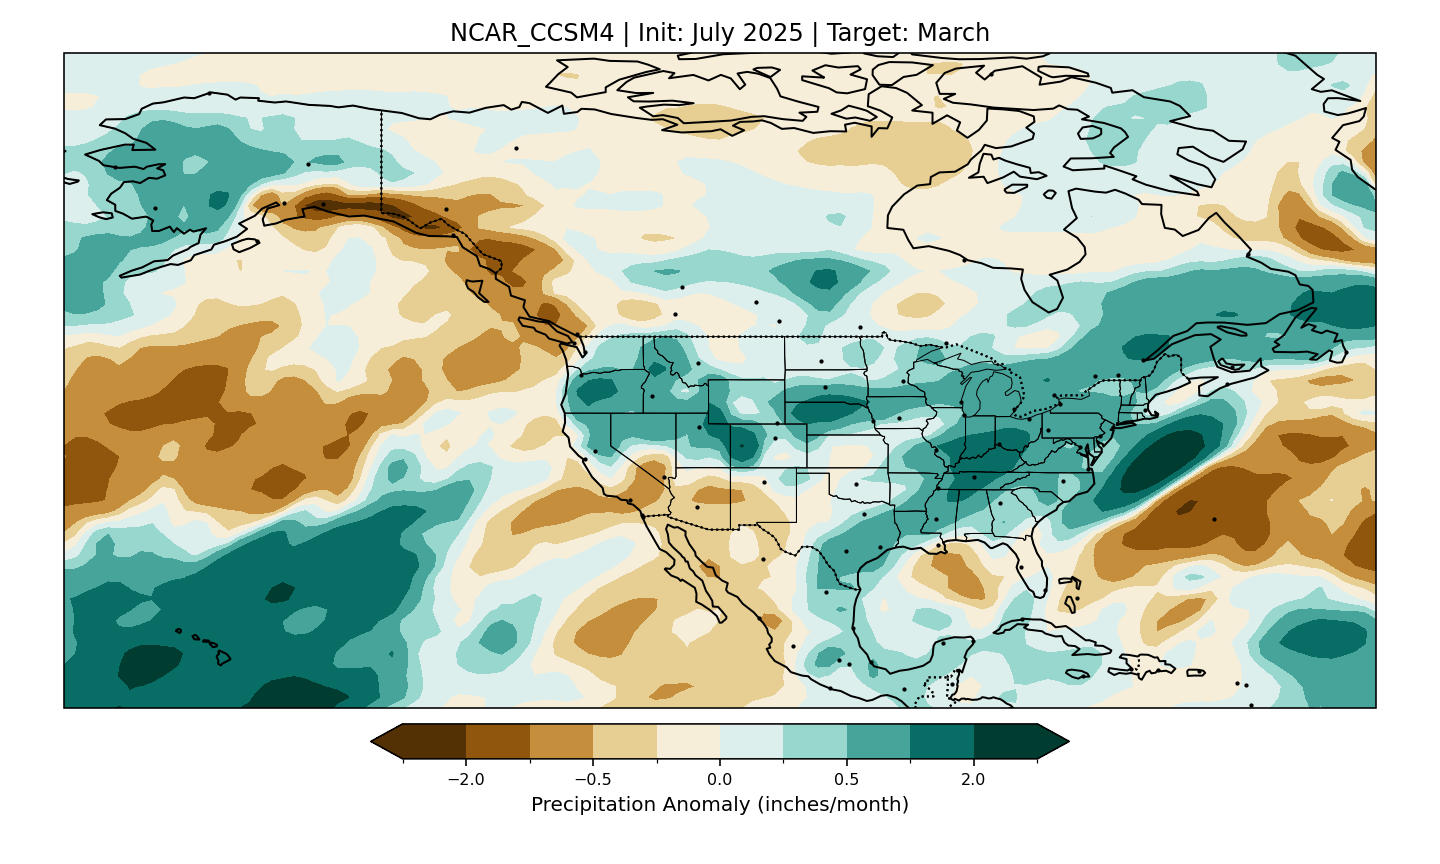 NCAR_CCSM4 | Init: July 2025 | Target: March
−2.0 −0.5 0.0 0.5 2.0
Precipitation Anomaly (inches/month)